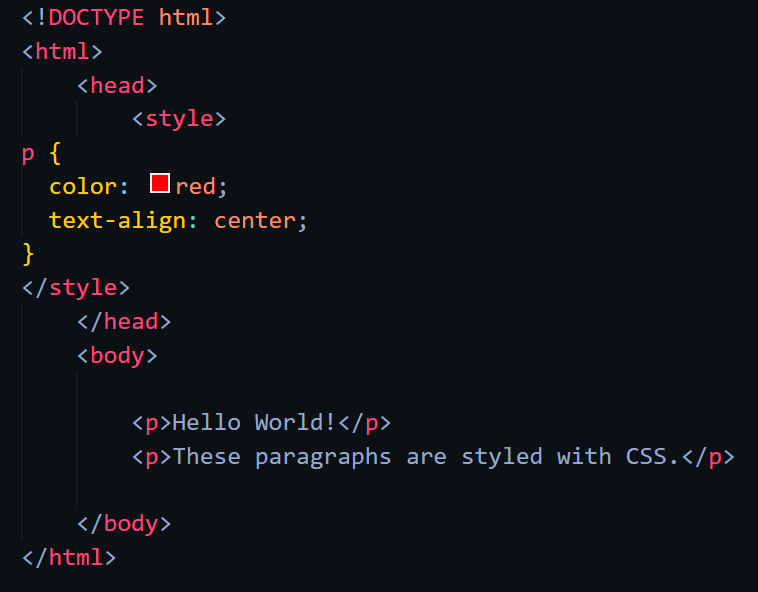 <!DOCTYPE html>
<html>
    <head>
        <style>
p {
  color: red;
  text-align: center;
}
</style>
    </head>
    <body>

        <p>Hello World!</p>
        <p>These paragraphs are styled with CSS.</p>

    </body>
</html>